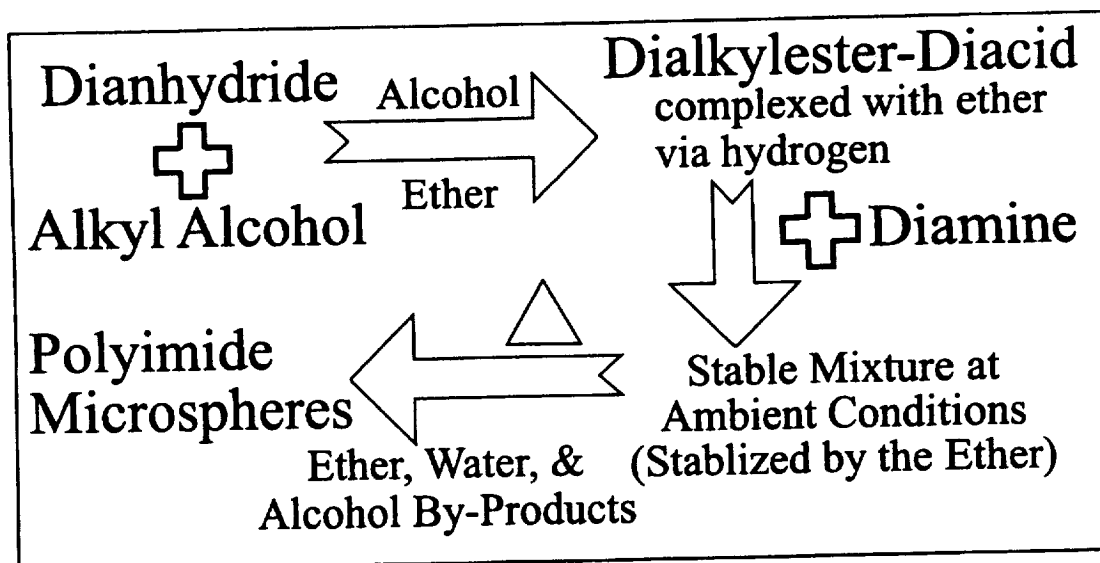 Dianhydride
Alkyl Alcohol
Alcohol
Ether
Dialkylester-Diacid
complexed with ether
via hydrogen
Diamine
Stable Mixture at
Ambient Conditions
(Stablized by the Ether)
Ether, Water, &
Alcohol By-Products
Polyimide
Microspheres